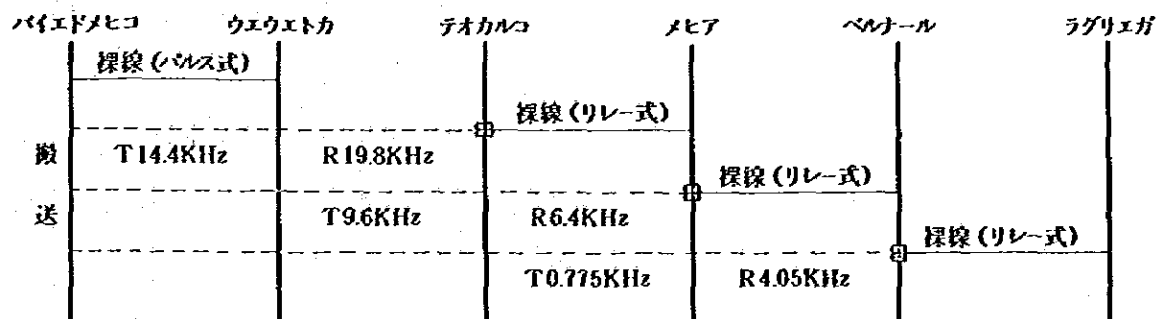 バイエドメヒコ ウエウエトカ テオカルコ メヒア ベルナール ラグリエガ
裸線(パルス式)
裸線(リレー式)
搬 T14.4KHz R19.8KHz
裸線(リレー式)
送 T9.6KHz R6.4KHz
裸線(リレー式)
T0.775KHz R4.05KHz